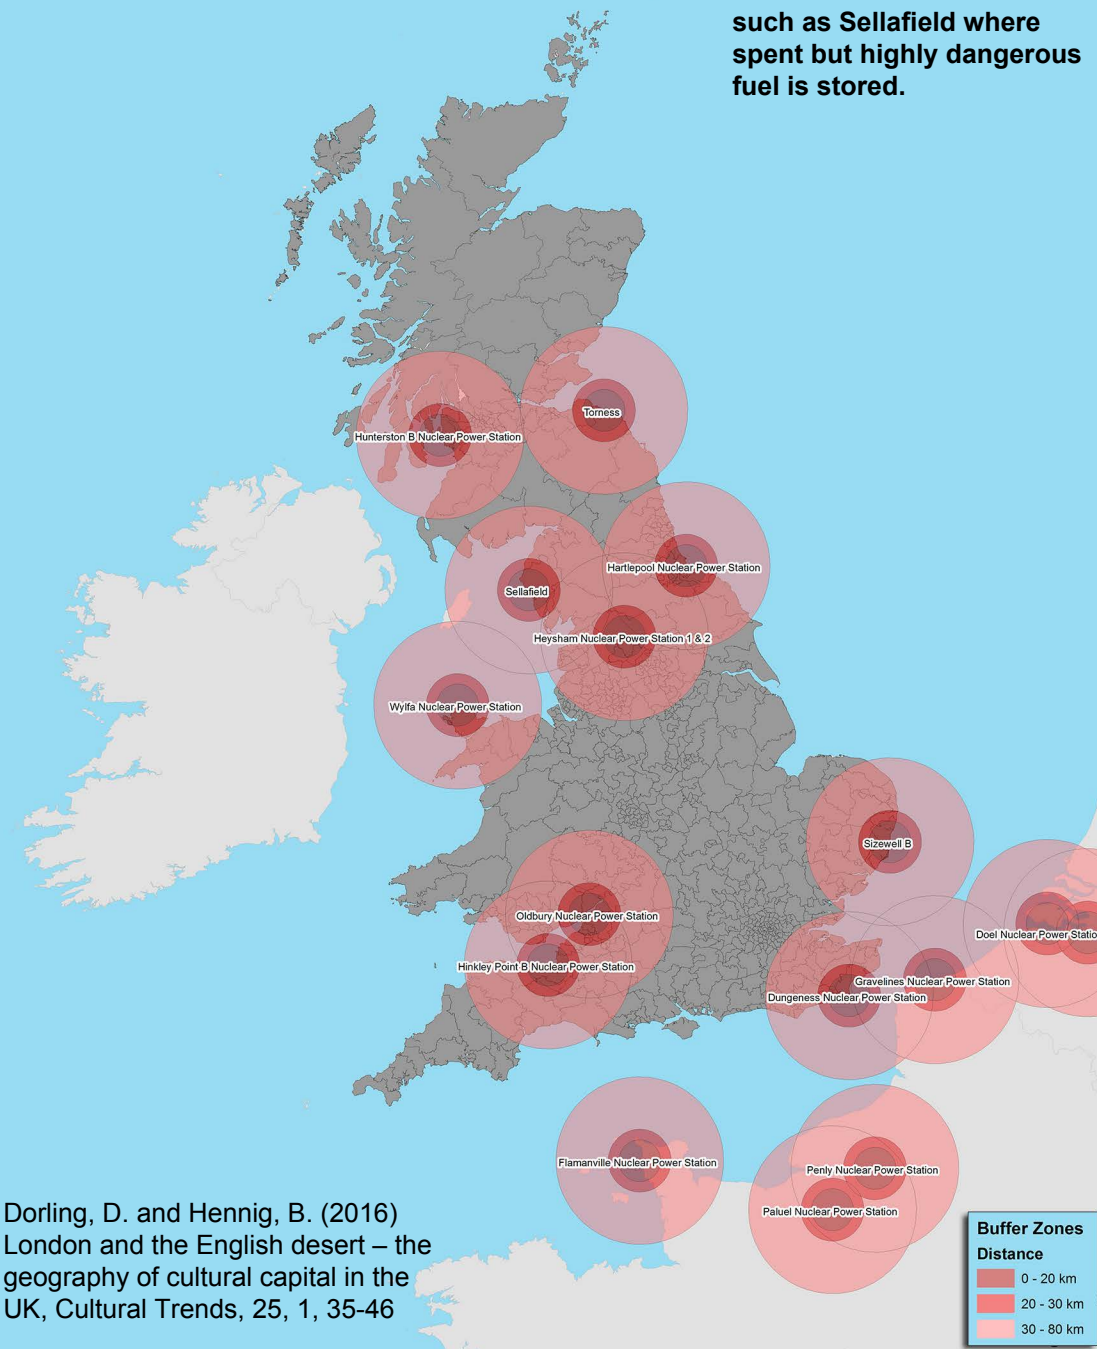 such as Sellafield where
spent but highly dangerous
fuel is stored.
Torness
Hunterston B Nuclear Power Station
Hartlepool Nuclear Power Station
Sellafield
Heysham Nuclear Power Station 1 & 2
Wylfa Nuclear Power Station
Sizewell B
Oldbury Nuclear Power Station
Doel Nuclear Power Statio
Hinkley Point B Nuclear Power Station
Gravelines Nuclear Power Station
Dungeness Nuclear Power Station
Flamanville Nuclear Power Station
Penly Nuclear Power Station
Paluel Nuclear Power Station
Dorling, D. and Hennig, B. (2016)
London and the English desert – the
geography of cultural capital in the
UK, Cultural Trends, 25, 1, 35-46
Buffer Zones
Distance
0 - 20 km
20 - 30 km
30 - 80 km